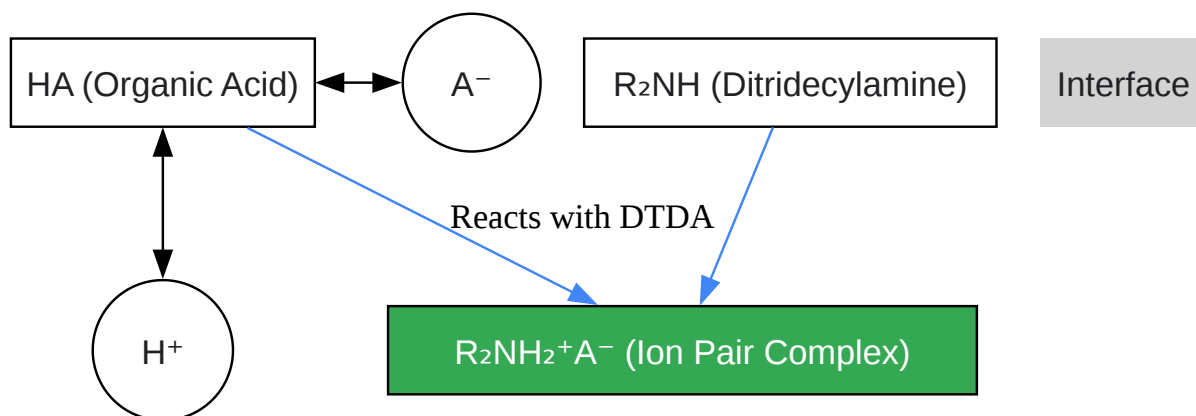 HA (Organic Acid)
A⁻
R₂NH (Ditridecylamine)
Interface
Reacts with DTDA
H⁺
R₂NH₂⁺A⁻ (Ion Pair Complex)